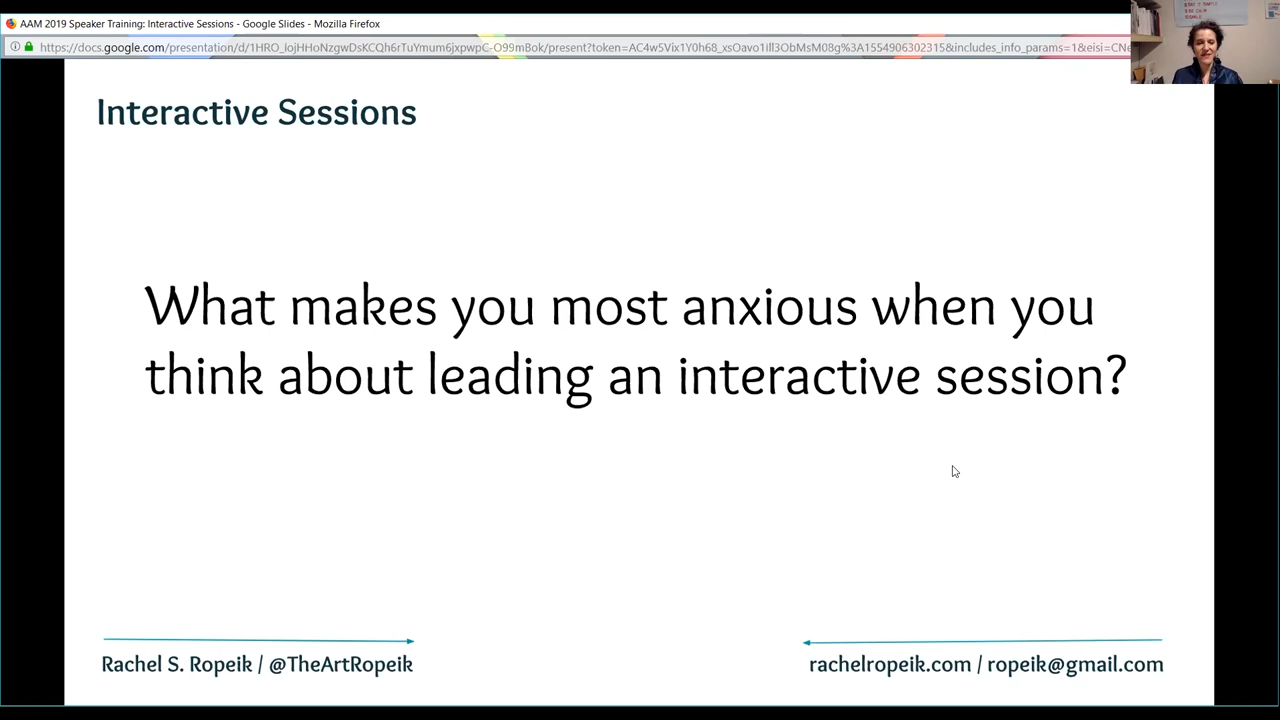 AAM 2019 Speaker Training: Interactive Sessions - Google Slides - Mozilla Firefox
Interactive Sessions
What makes you most anxious when you
think about leading an interactive session?
Rachel S. Ropeik / @TheArtRopeik
rachelropeik.com / ropeik@gmail.com